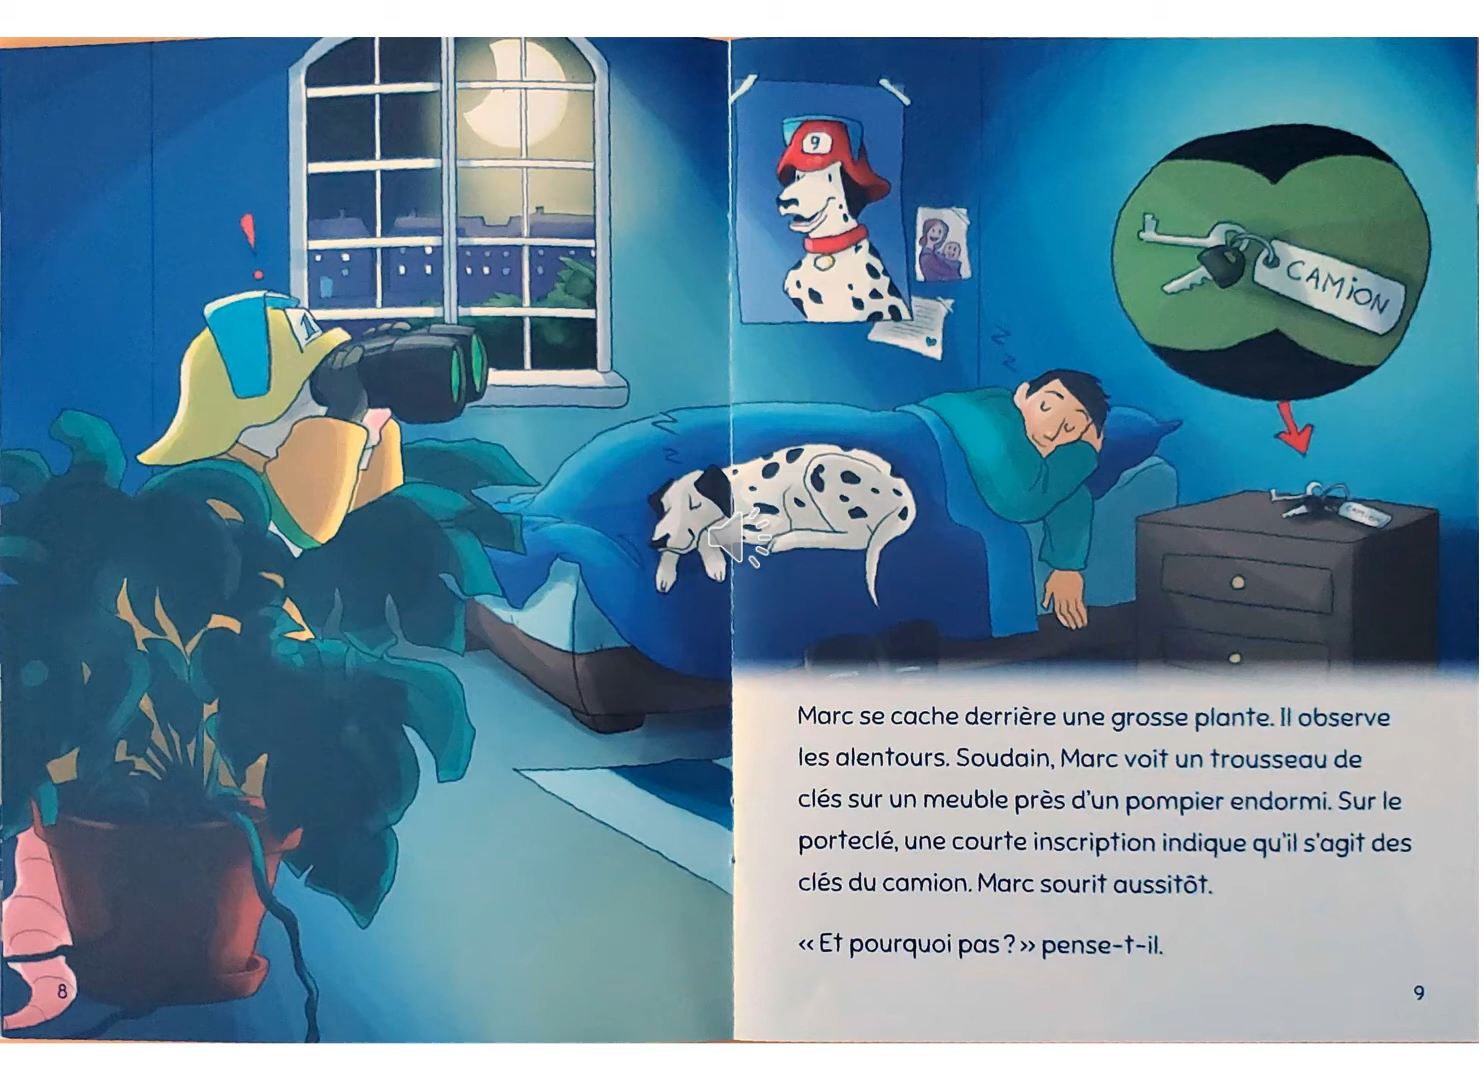 !
1
9
CAMION
CAMION
Marc se cache derrière une grosse plante. Il observe
les alentours. Soudain, Marc voit un trousseau de
clés sur un meuble près d'un pompier endormi. Sur le
porteclé, une courte inscription indique qu'il s'agit des
clés du camion. Marc sourit aussitôt.
« Et pourquoi pas ? » pense-t-il.
8
9